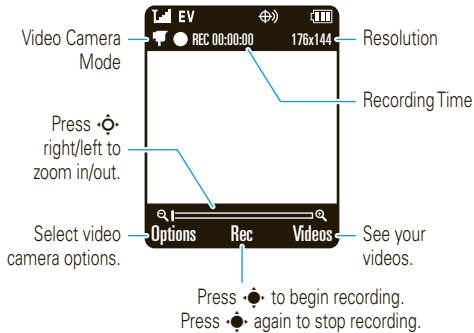 EV
Video Camera
Mode
REC 00:00:00
176x144
Resolution
Recording Time
Press
right/left to
zoom in/out.
Select video
camera options.
Options
Rec
Videos
See your
videos.
Press to begin recording.
Press again to stop recording.